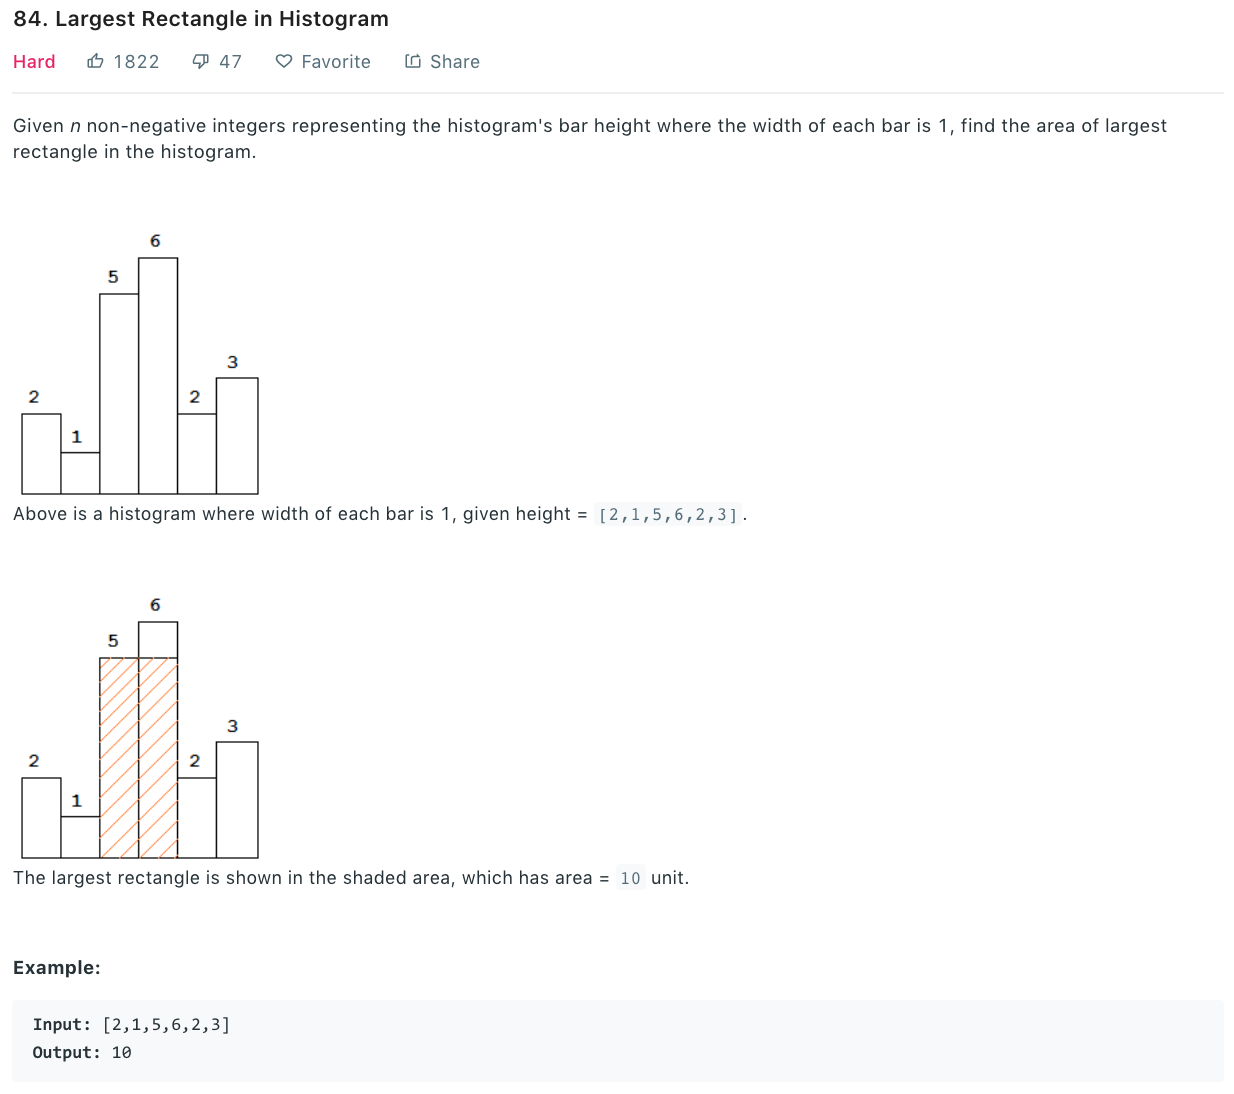 84. Largest Rectangle in Histogram
Hard 1822 47 Favorite Share
Given n non-negative integers representing the histogram's bar height where the width of each bar is 1, find the area of largest
rectangle in the histogram.
6
5
3
2 2
1
Above is a histogram where width of each bar is 1, given height = [2,1,5,6,2,3].
6
5
3
2 2
1
The largest rectangle is shown in the shaded area, which has area = 10 unit.
Example:
Input: [2,1,5,6,2,3]
Output: 10